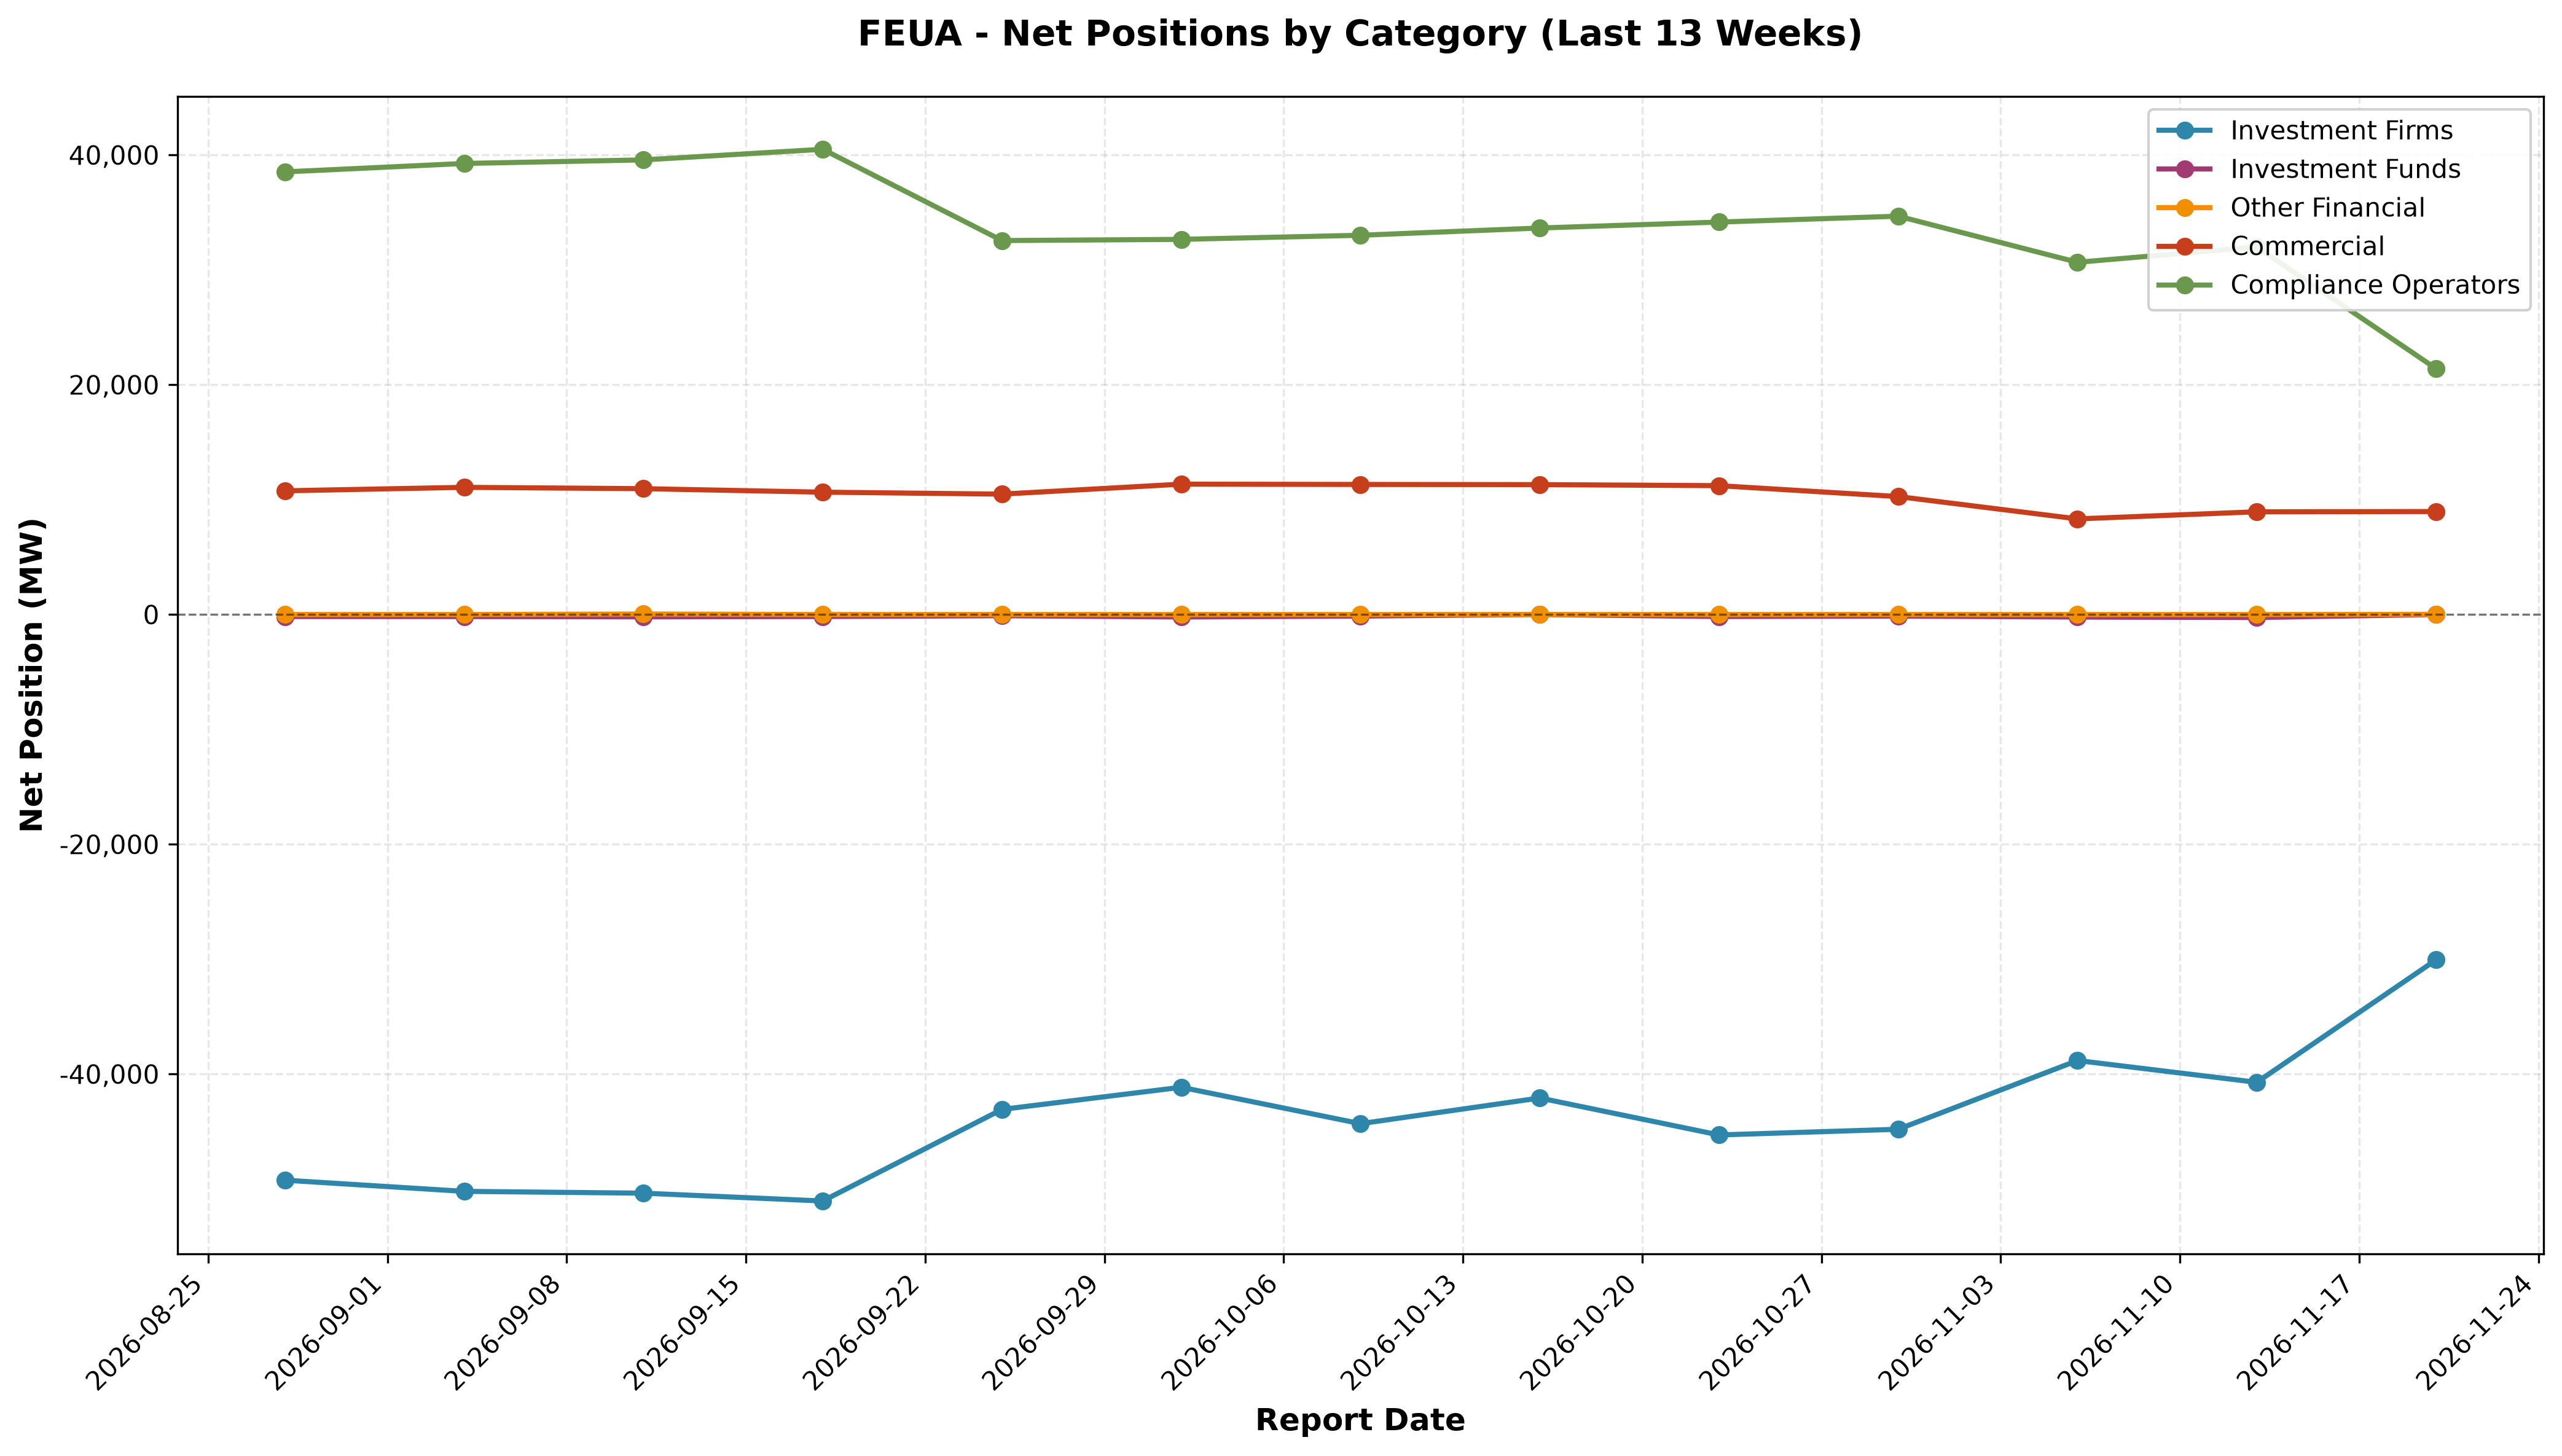 FEUA - Net Positions by Category (Last 13 Weeks)
Investment Firms
Investment Funds
Other Financial
Commercial
Compliance Operators
Net Position (MW)
40,000
20,000
0
-20,000
-40,000
2026-08-25
2026-09-01
2026-09-08
2026-09-15
2026-09-22
2026-09-29
2026-10-06
2026-10-13
2026-10-20
2026-10-27
2026-11-03
2026-11-10
2026-11-17
2026-11-24
Report Date